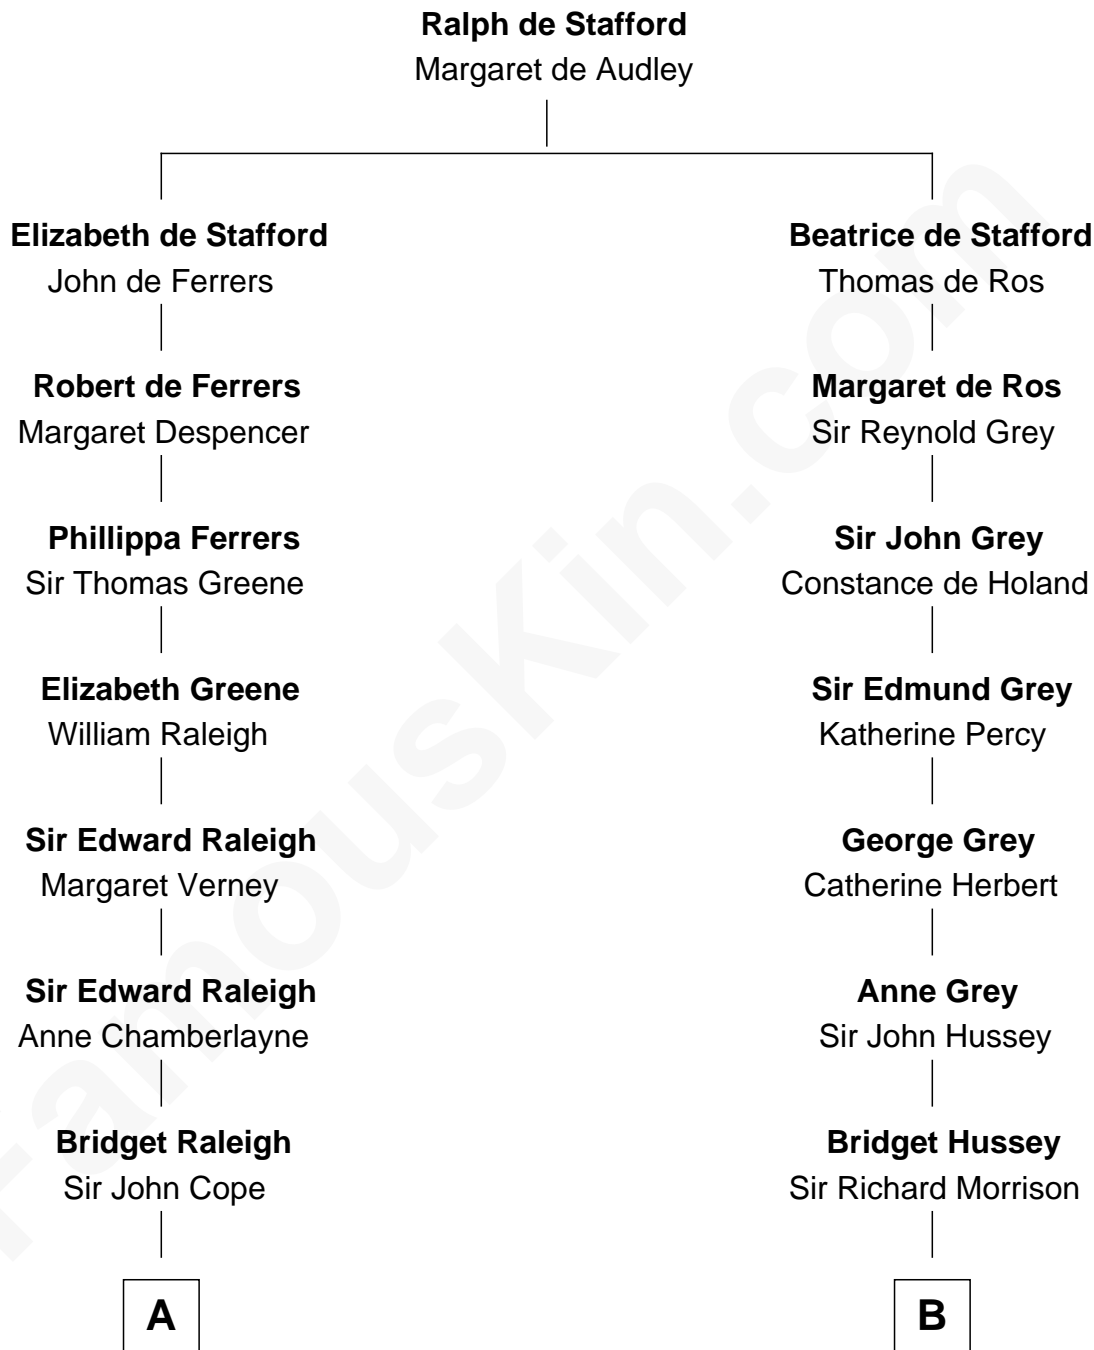 Ralph de Stafford
Margaret de Audley
Elizabeth de Stafford
John de Ferrers
Robert de Ferrers
Margaret Despencer
Phillippa Ferrers
Sir Thomas Greene
Elizabeth Greene
William Raleigh
Sir Edward Raleigh
Margaret Verney
Sir Edward Raleigh
Anne Chamberlayne
Bridget Raleigh
Sir John Cope
A
Beatrice de Stafford
Thomas de Ros
Margaret de Ros
Sir Reynold Grey
Sir John Grey
Constance de Holand
Sir Edmund Grey
Katherine Percy
George Grey
Catherine Herbert
Anne Grey
Sir John Hussey
Bridget Hussey
Sir Richard Morrison
B
FamousKin.com